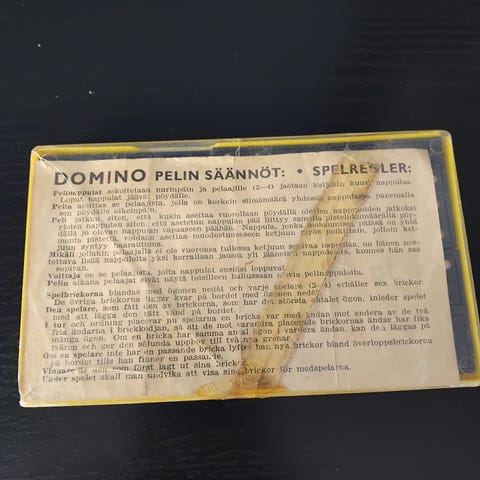 DOMINO PELIN SÄÄNNÖT: • SPELREGLER:
Pelinappulat sekoitetaan nurinpäin ja pelaajille (2—4) jaetaan kullekin kuusi nappulaa.
Loput nappulat jäävät pöydälle.
Pelin aloittaa se pelaajista, jolla on korkein silmämäärä yhdessä nappulassa panemalla
sen pöydälle oikeinpäin.
Peli jatkuu siten, että kukin asettaa vuorollaan pöydällä olevien nappuloiden jatkoksi
yhden nappulan siten että asetetun nappulan pää liittyy samalla pistemäärällä pöy-
dällä jo olevan nappulan vapaaseen päähän. Nappula, jonka molemmissa päissä on yhtä
monta pistettä, voidaan asettaa muodostuneeseen ketjuun myös poikittain, jolloin ket-
juun syntyy haarautuma.
Mikäli jollakin pelaajalla ei ole vuoronsa tullessa ketjuun sopivaa nappulaa, on hänen nos-
tettava lisää nappuloita yksi kerrallaan jaossa yli jääneistä nappuloista, kunnes hän saa
sopivan.
Voittaja on se pelaajista, jolta nappulat ensiksi loppuvat.
Pelin aikana pelaajat eivät näytä toisilleen hallussaan olevia pelinappuloita.
Spelbrickorna blandas med ögonen nedåt och varje spelare (2—4) erhåller sex brickor.
De övriga brickorna ligger kvar på bordet med ögonen nedåt.
Den spelare, som fått den av brickorna, som har det största antalet ögon, inleder spelet
med att lägga den rätt vänd på bordet.
I tur och ordning placerar nu spelarna en bricka var med ändan mot endera av de två
fria ändarna i brickkedjan, så att de mot varandra placerade brickornas ändar har lika
många ögon. Om en bricka har samma antal ögon i vardera ändan, kan den läggas på
tvären och ger den sålunda upphov till två nya grenar.
Om en spelare inte har en passande bricka lyfter han nya brickor bland överloppsbrickorna
på bordet tills han finner en passande.
Vinnare är den som först lagt ut sina brickor.
Under spelet skall man undvika att visa sina brickor för medspelarna.